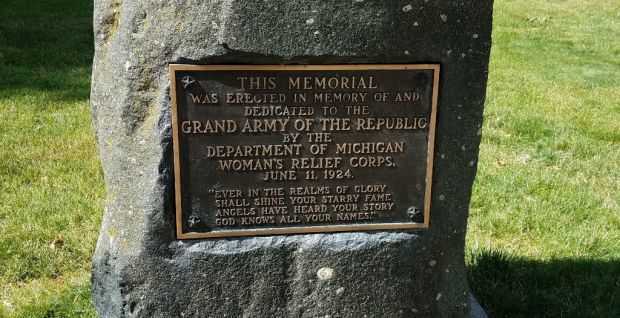 THIS MEMORIAL
WAS ERECTED IN MEMORY OF AND
DEDICATED TO THE
GRAND ARMY OF THE REPUBLIC
BY THE
DEPARTMENT OF MICHIGAN
WOMAN'S RELIEF CORPS.
JUNE 11, 1924.
"EVER IN THE REALMS OF GLORY
SHALL SHINE YOUR STARRY FAME
ANGELS HAVE HEARD YOUR STORY
GOD KNOWS ALL YOUR NAMES."